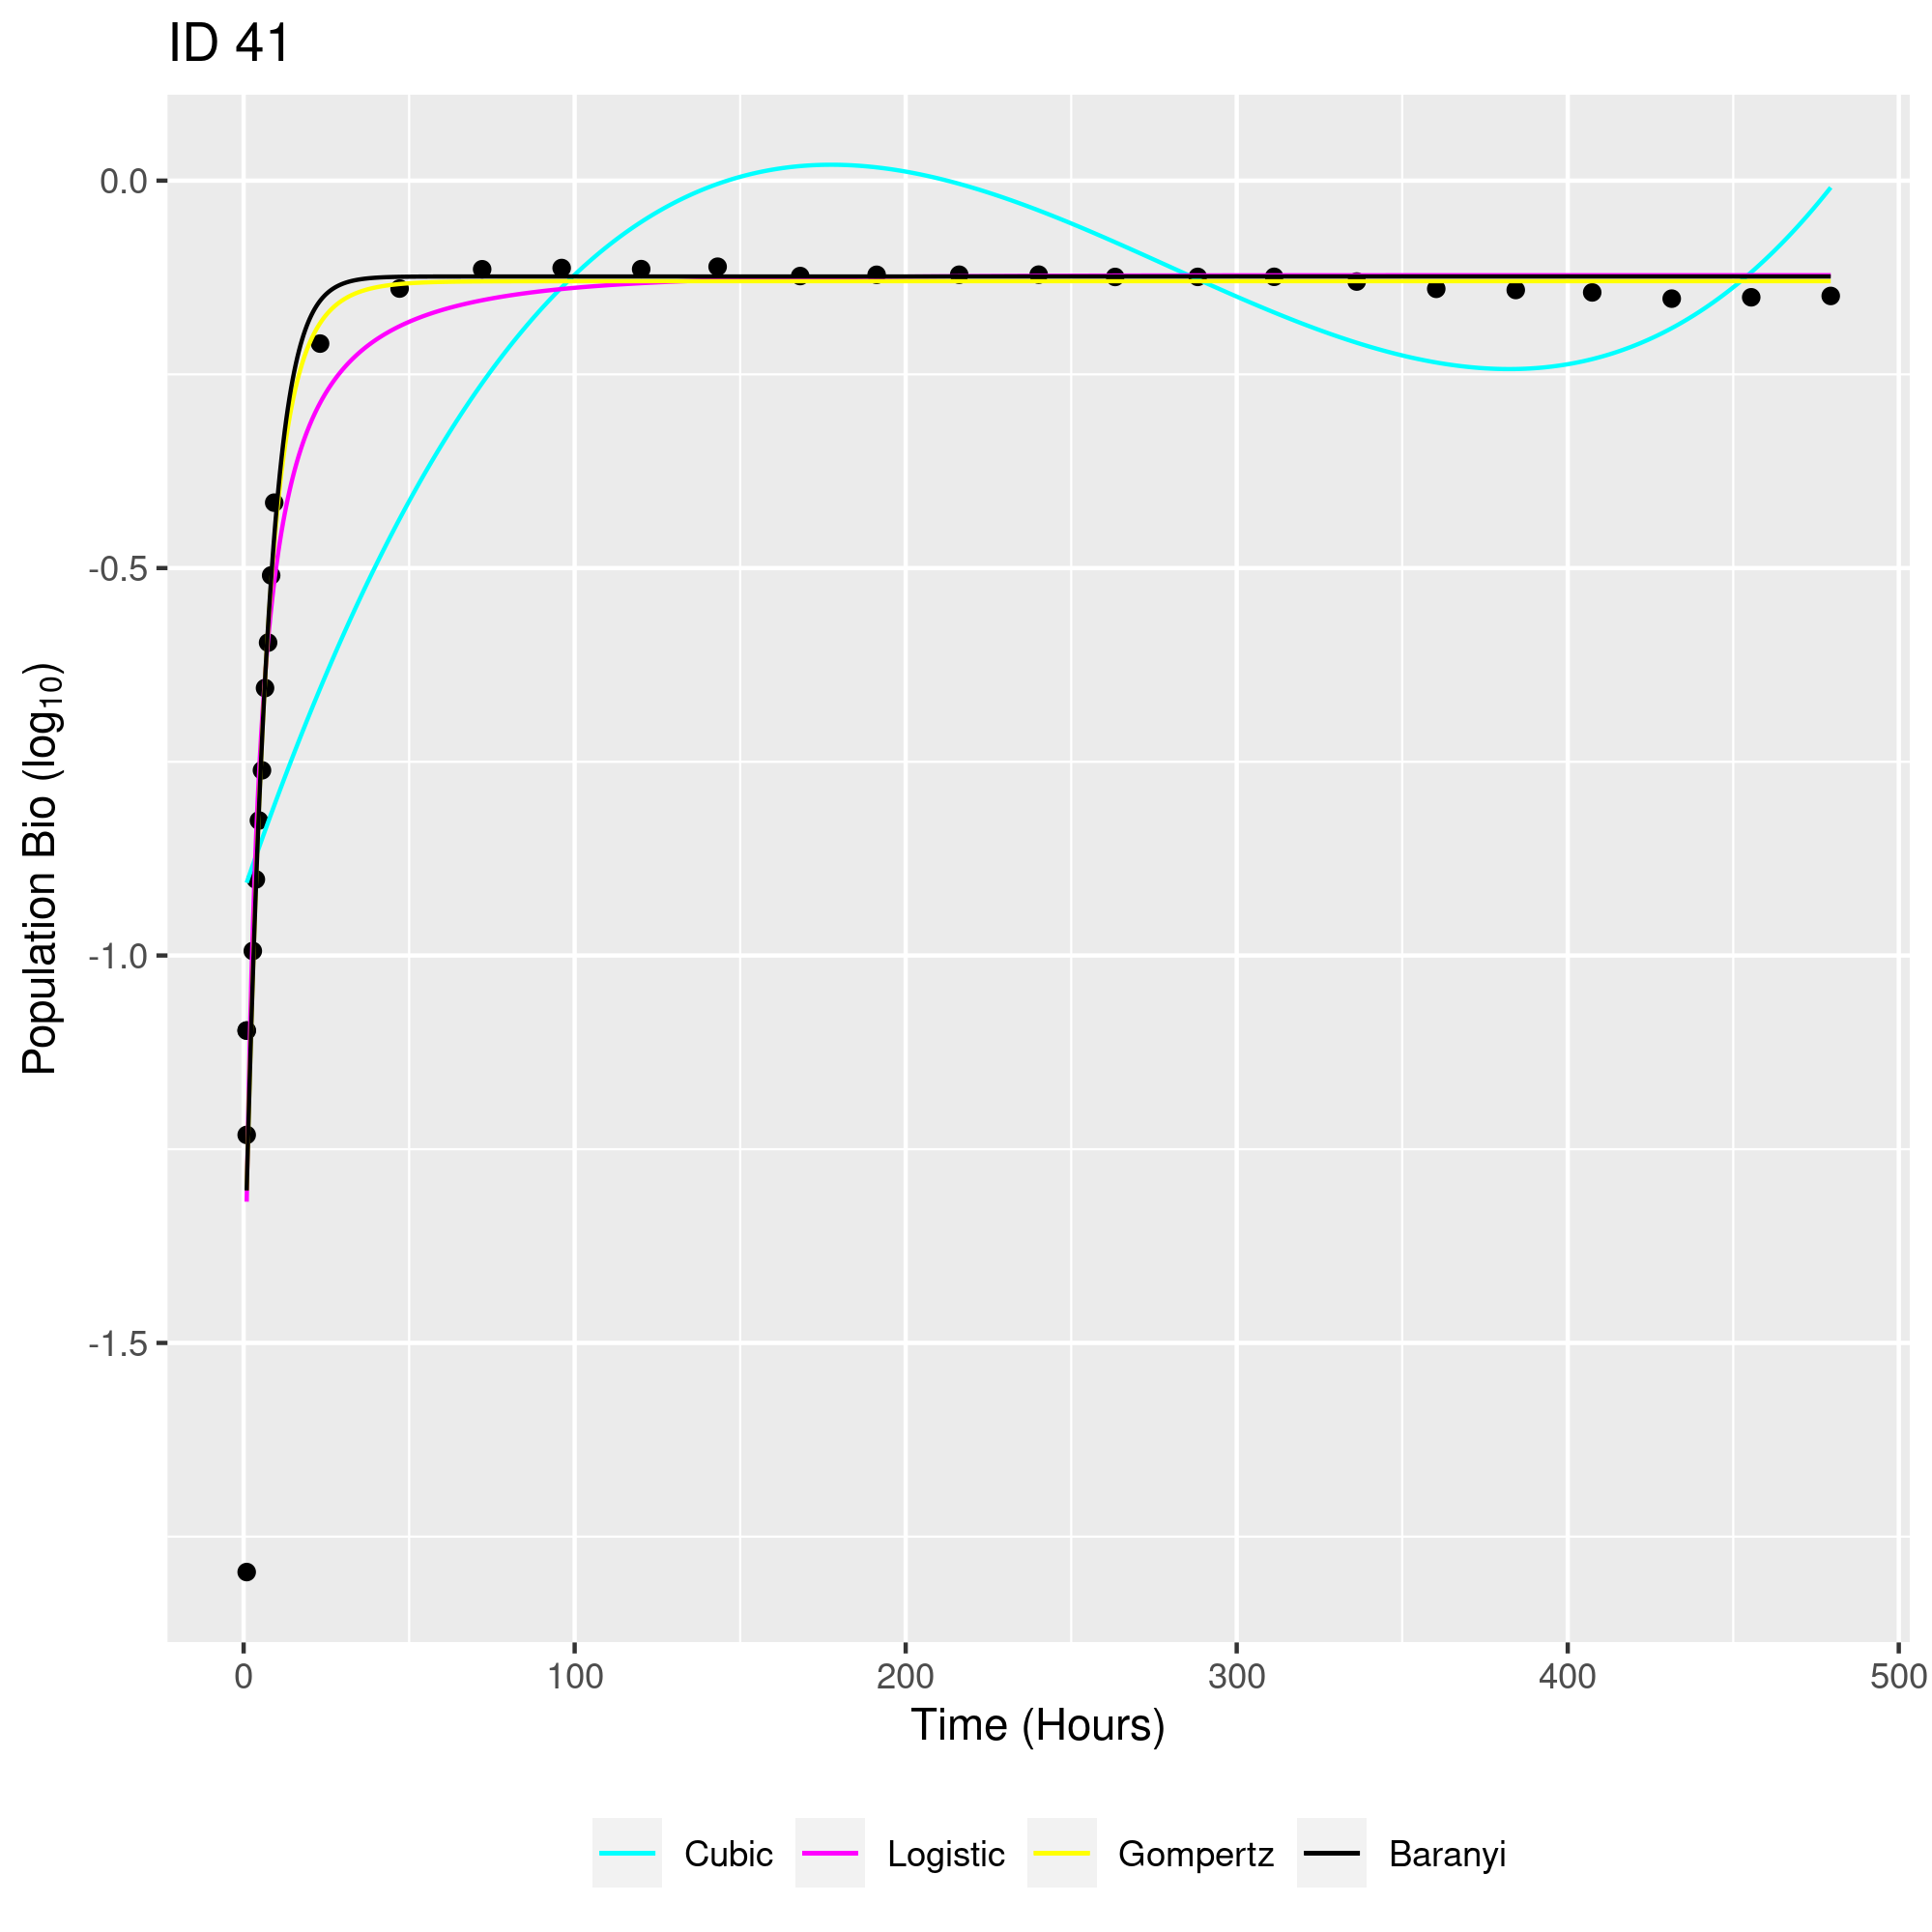 ID 41
0.0
-0.5
-1.0
-1.5
Population Bio (log₁₀)
0 100 200 300 400 500
Time (Hours)
Cubic Logistic Gompertz Baranyi